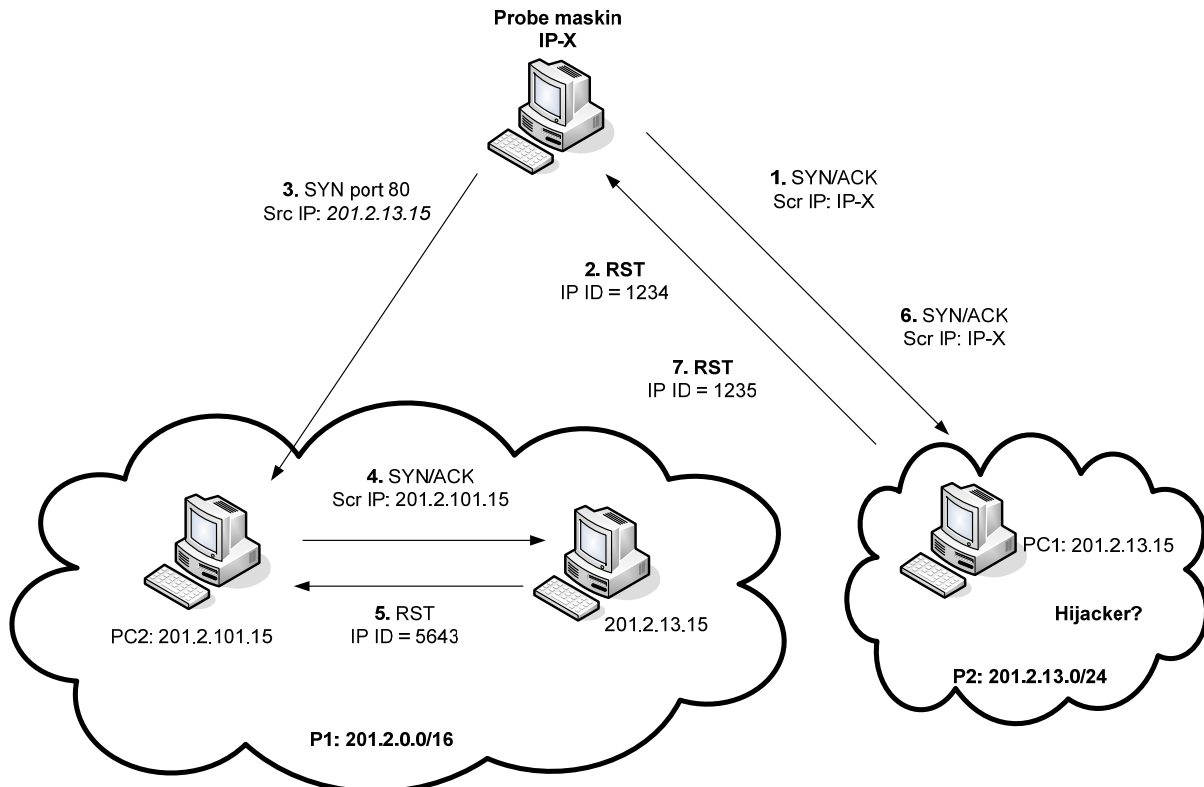 Probe maskin
IP-X
3. SYN port 80
Src IP: 201.2.13.15
1. SYN/ACK
Scr IP: IP-X
2. RST
IP ID = 1234
6. SYN/ACK
Scr IP: IP-X
7. RST
IP ID = 1235
4. SYN/ACK
Scr IP: 201.2.101.15
5. RST
IP ID = 5643
PC2: 201.2.101.15
201.2.13.15
P1: 201.2.0.0/16
PC1: 201.2.13.15
Hijacker?
P2: 201.2.13.0/24